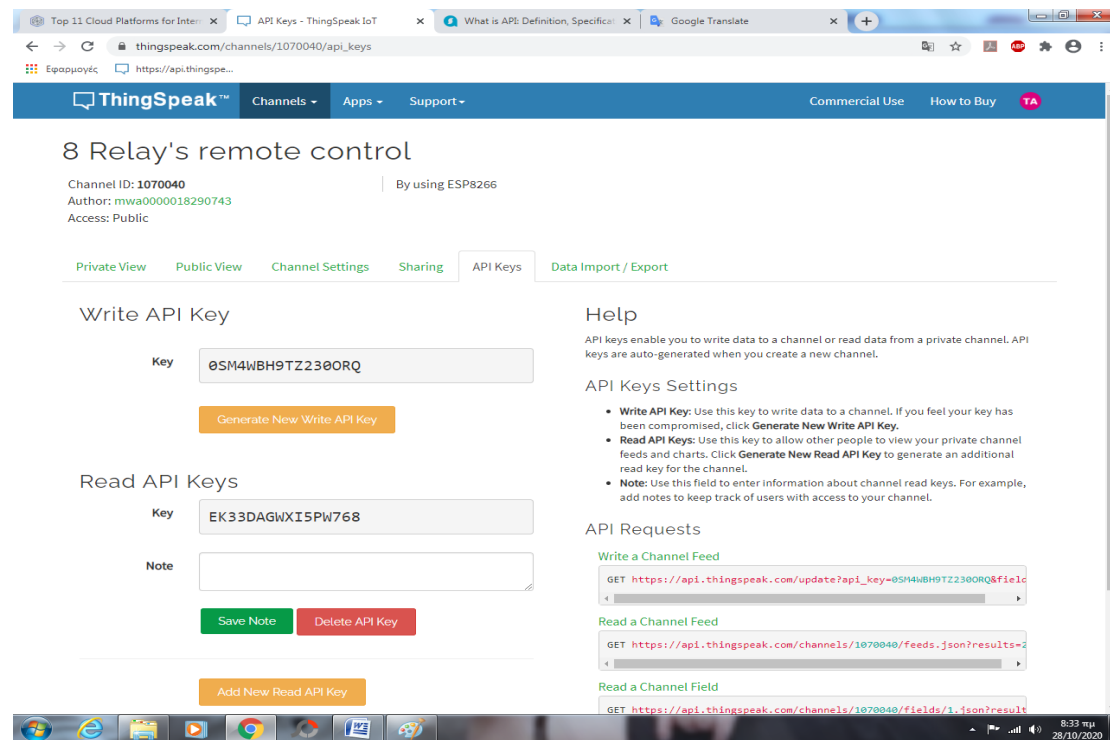 Top 11 Cloud Platforms for Inter
API Keys - ThingSpeak IoT
What is API: Definition, Specificat
Google Translate
thingspeak.com/channels/1070040/api_keys
Εφαρμογές
https://api.thingspe...
ThingSpeak™
Channels
Apps
Support
Commercial Use
How to Buy
TA
8 Relay's remote control
Channel ID: 1070040
By using ESP8266
Author: mwa0000018290743
Access: Public
Private View
Public View
Channel Settings
Sharing
API Keys
Data Import / Export
Write API Key
Key
0SM4WBH9TZ230ORQ
Generate New Write API Key
Read API Keys
Key
EK33DAGWXI5PW768
Note
Save Note
Delete API Key
Add New Read API Key
Help
API keys enable you to write data to a channel or read data from a private channel. API
keys are auto-generated when you create a new channel.
API Keys Settings
Write API Key: Use this key to write data to a channel. If you feel your key has
been compromised, click Generate New Write API Key.
Read API Keys: Use this key to allow other people to view your private channel
feeds and charts. Click Generate New Read API Key to generate an additional
read key for the channel.
Note: Use this field to enter information about channel read keys. For example,
add notes to keep track of users with access to your channel.
API Requests
Write a Channel Feed
GET https://api.thingspeak.com/update?api_key=0SM4WBH9TZ230ORQ&field
Read a Channel Feed
GET https://api.thingspeak.com/channels/1070040/feeds.json?results=2
Read a Channel Field
GET https://api.thingspeak.com/channels/1070040/fields/1.json?result
8:33 πμ
28/10/2020